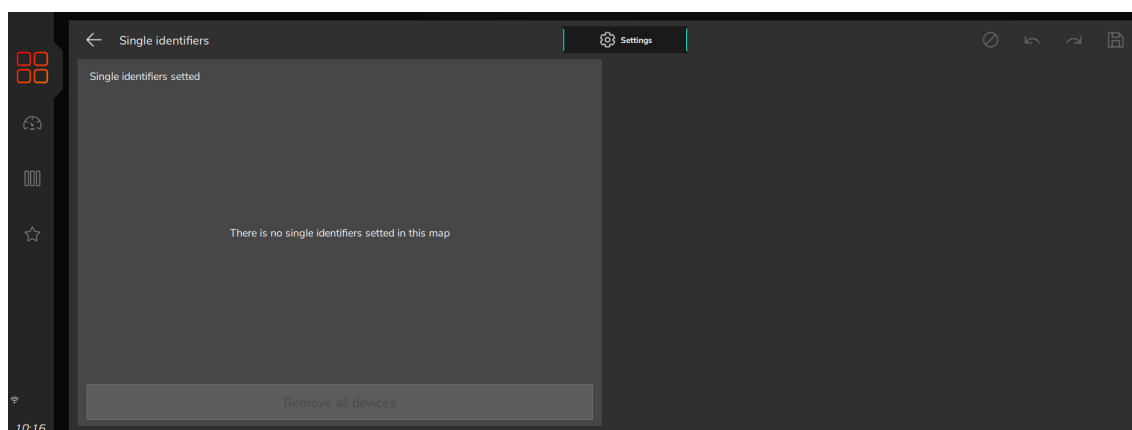 Single identifiers
Settings
Single identifiers setted
There is no single identifiers setted in this map
Remove all devices
10:16